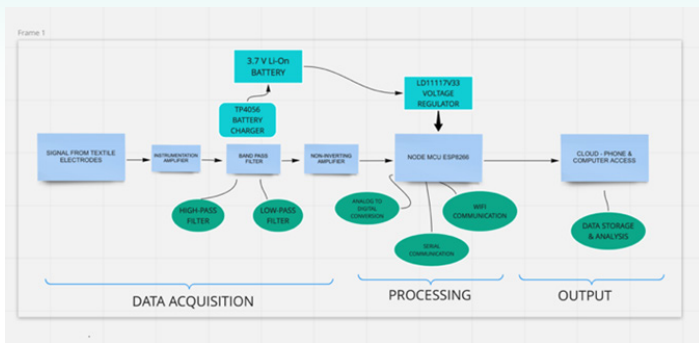 Frame 1
3.7 V Li-On
BATTERY
TP4056
BATTERY
CHARGER
LD11117V33
VOLTAGE
REGULATOR
SIGNAL FROM TEXTILE
ELECTRODES
INSTRUMENTATION
AMPLIFIER
BAND PASS
FILTER
NON-INVERTING
AMPLIFIER
NODE MCU ESP8266
CLOUD - PHONE &
COMPUTER ACCESS
HIGH-PASS
FILTER
LOW-PASS
FILTER
ANALOG TO
DIGITAL
CONVERSION
SERIAL
COMMUNICATION
WIFI
COMMUNICATION
DATA STORAGE
& ANALYSIS
DATA ACQUISITION
PROCESSING
OUTPUT